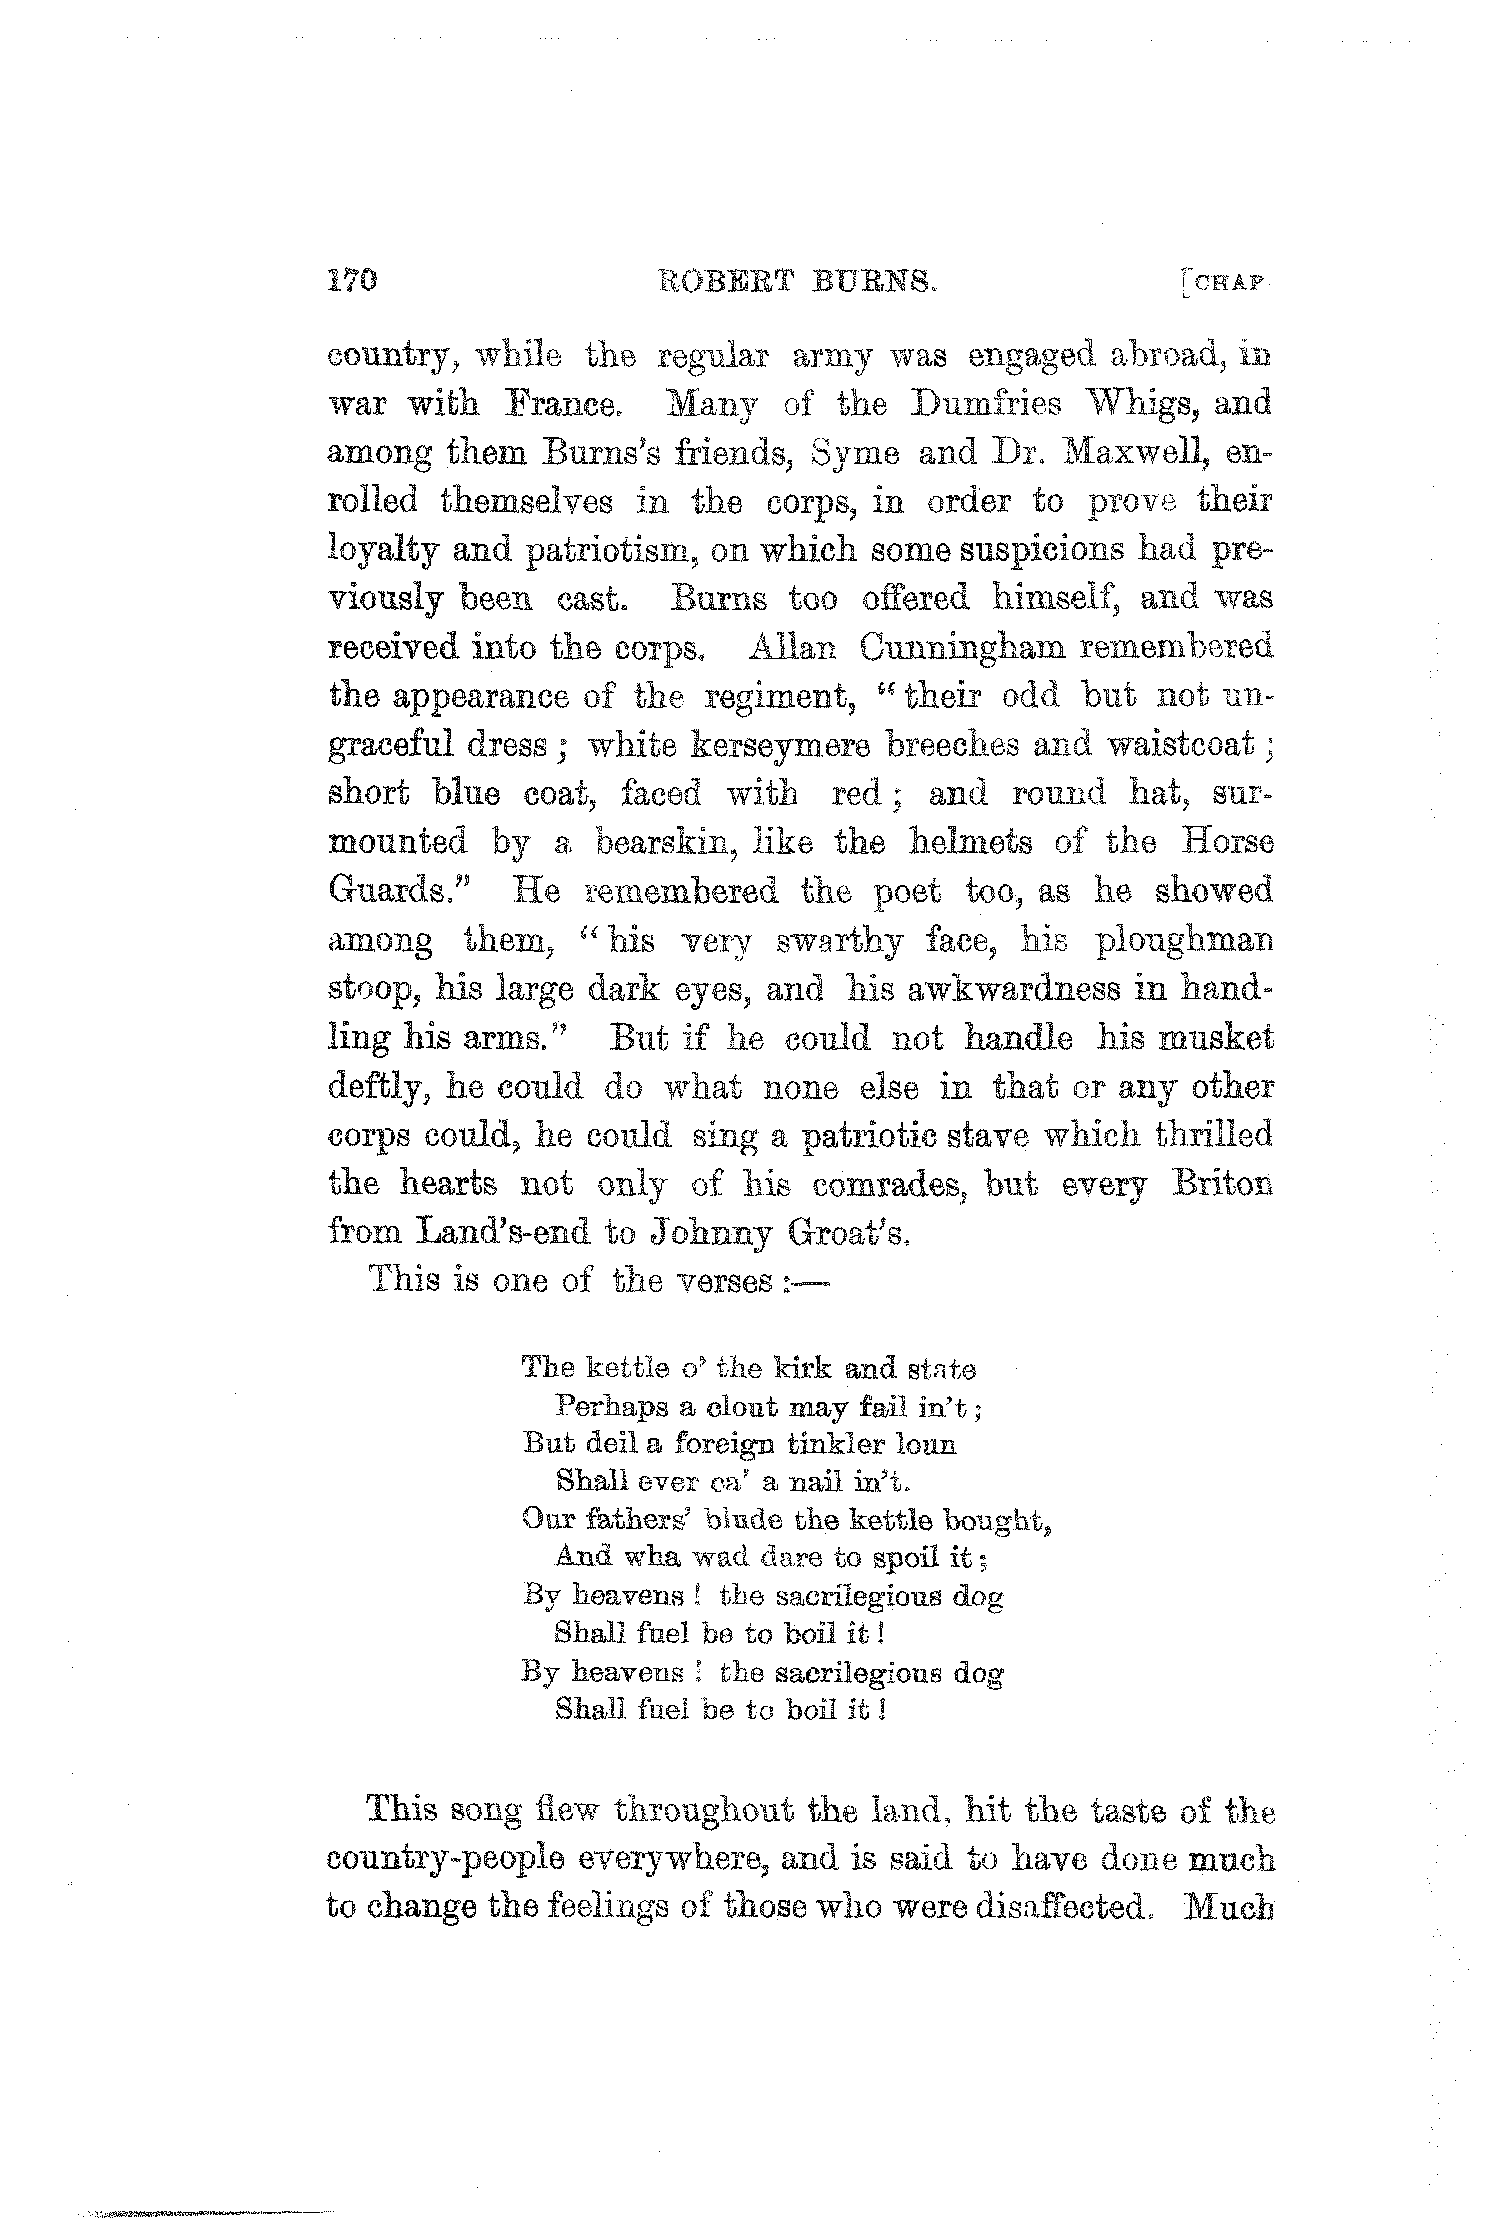 170 ROBERT BURNS. [CHAP.
country, while the regular army was engaged abroad, in
war with France. Many of the Dumfries Whigs, and
among them Burns's friends, Syme and Dr. Maxwell, en-
rolled themselves in the corps, in order to prove their
loyalty and patriotism, on which some suspicions had pre-
viously been cast. Burns too offered himself, and was
received into the corps. Allan Cunningham remembered
the appearance of the regiment, "their odd but not un-
graceful dress; white kerseymere breeches and waistcoat;
short blue coat, faced with red; and round hat, sur-
mounted by a bearskin, like the helmets of the Horse
Guards." He remembered the poet too, as he showed
among them, "his very swarthy face, his ploughman
stoop, his large dark eyes, and his awkwardness in hand-
ling his arms." But if he could not handle his musket
deftly, he could do what none else in that or any other
corps could, he could sing a patriotic stave which thrilled
the hearts not only of his comrades, but every Briton
from Land's-end to Johnny Groat's.
This is one of the verses:—
The kettle o' the kirk and state
Perhaps a clout may fail in't;
But deil a foreign tinkler loun
Shall ever ca' a nail in't.
Our fathers' blude the kettle bought,
And wha wad dare to spoil it;
By heavens! the sacrilegious dog
Shall fuel be to boil it!
By heavens! the sacrilegious dog
Shall fuel be to boil it!
This song flew throughout the land, hit the taste of the
country-people everywhere, and is said to have done much
to change the feelings of those who were disaffected. Much